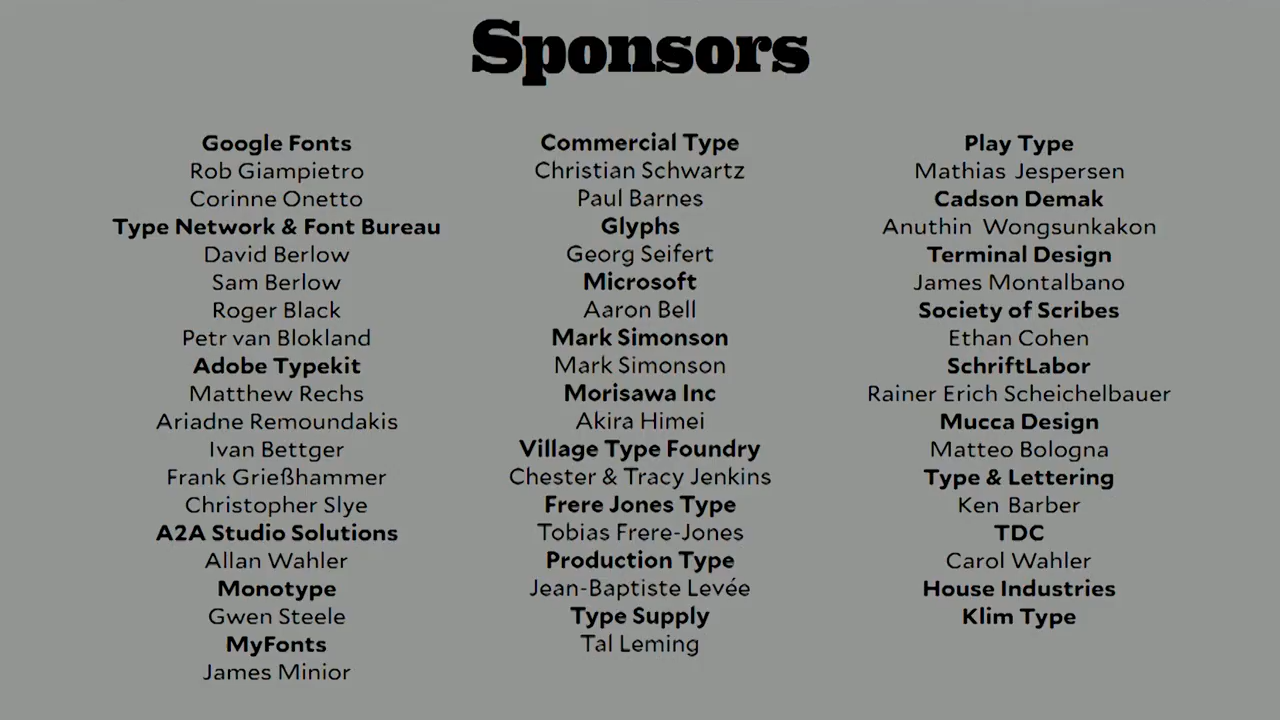 Sponsors
Google Fonts
Rob Giampietro
Corinne Onetto
Type Network & Font Bureau
David Berlow
Sam Berlow
Roger Black
Petr van Blokland
Adobe Typekit
Matthew Rechs
Ariadne Remoundakis
Ivan Bettger
Frank Grießhammer
Christopher Slye
A2A Studio Solutions
Allan Wahler
Monotype
Gwen Steele
MyFonts
James Minior
Commercial Type
Christian Schwartz
Paul Barnes
Glyphs
Georg Seifert
Microsoft
Aaron Bell
Mark Simonson
Mark Simonson
Morisawa Inc
Akira Himei
Village Type Foundry
Chester & Tracy Jenkins
Frere Jones Type
Tobias Frere-Jones
Production Type
Jean-Baptiste Levée
Type Supply
Tal Leming
Play Type
Mathias Jespersen
Cadson Demak
Anuthin Wongsunkakon
Terminal Design
James Montalbano
Society of Scribes
Ethan Cohen
SchriftLabor
Rainer Erich Scheichelbauer
Mucca Design
Matteo Bologna
Type & Lettering
Ken Barber
TDC
Carol Wahler
House Industries
Klim Type